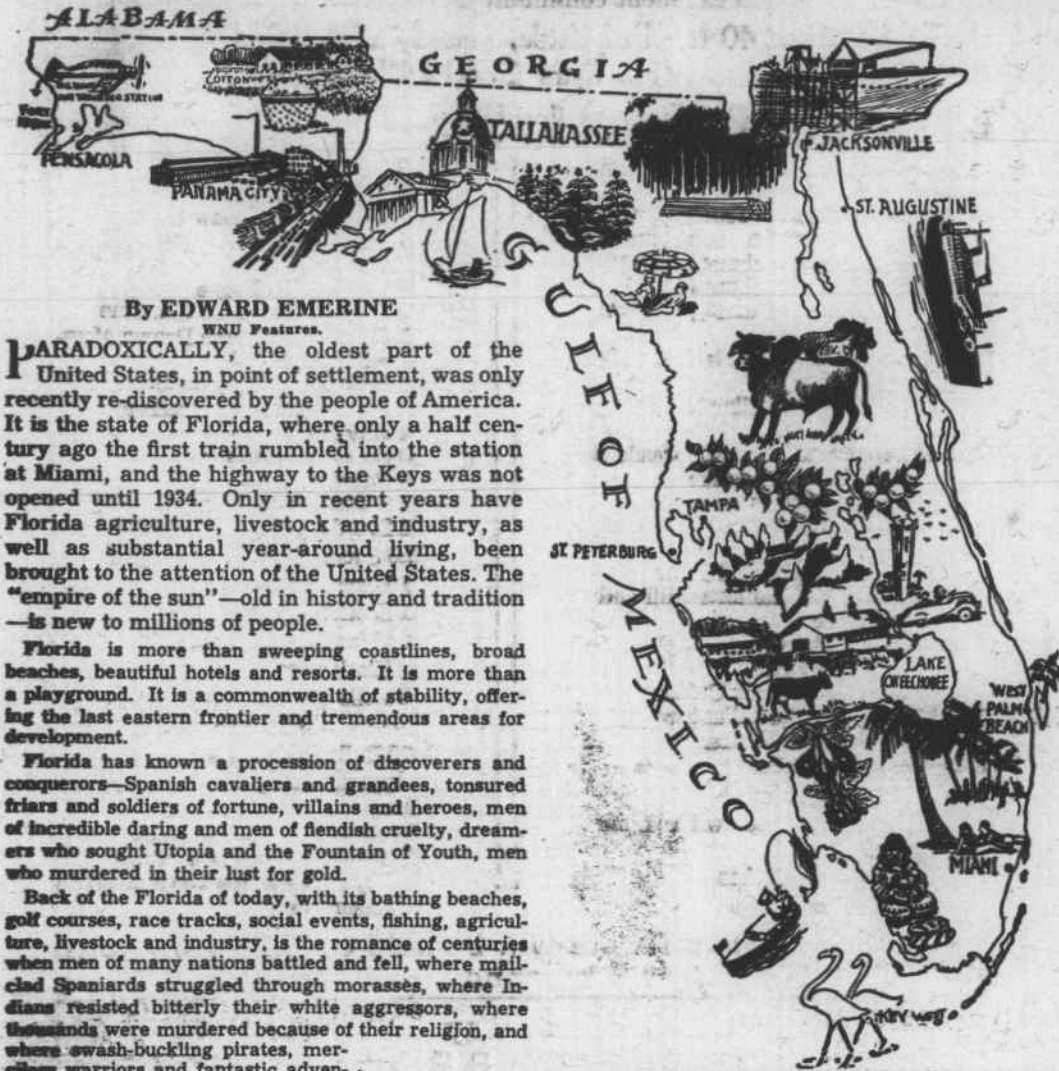 ALABAMA
GEORGIA
COTTON
STATION
PENSACOLA
PANAMA CITY
TALLAHASSEE
JACKSONVILLE
ST. AUGUSTINE
GULF OF MEXICO
TAMPA
ST. PETERBURG
LAKE OKEECHOBEE
WEST
PALM
BEACH
MIAMI
KEY WEST
By EDWARD EMERINE
WNU Features.
PARADOXICALLY, the oldest part of the
United States, in point of settlement, was only
recently re-discovered by the people of America.
It is the state of Florida, where only a half cen-
tury ago the first train rumbled into the station
at Miami, and the highway to the Keys was not
opened until 1934. Only in recent years have
Florida agriculture, livestock and industry, as
well as substantial year-around living, been
brought to the attention of the United States. The
"empire of the sun"—old in history and tradition
—is new to millions of people.
Florida is more than sweeping coastlines, broad
beaches, beautiful hotels and resorts. It is more than
a playground. It is a commonwealth of stability, offer-
ing the last eastern frontier and tremendous areas for
development.
Florida has known a procession of discoverers and
conquerors—Spanish cavaliers and grandees, tonsured
friars and soldiers of fortune, villains and heroes, men
of incredible daring and men of fiendish cruelty, dream-
ers who sought Utopia and the Fountain of Youth, men
who murdered in their lust for gold.
Back of the Florida of today, with its bathing beaches,
golf courses, race tracks, social events, fishing, agricul-
ture, livestock and industry, is the romance of centuries
when men of many nations battled and fell, where mail-
clad Spaniards struggled through morasses, where In-
dians resisted bitterly their white aggressors, where
thousands were murdered because of their religion, and
where swash-buckling pirates, mer-
warriors and fantastic adven-